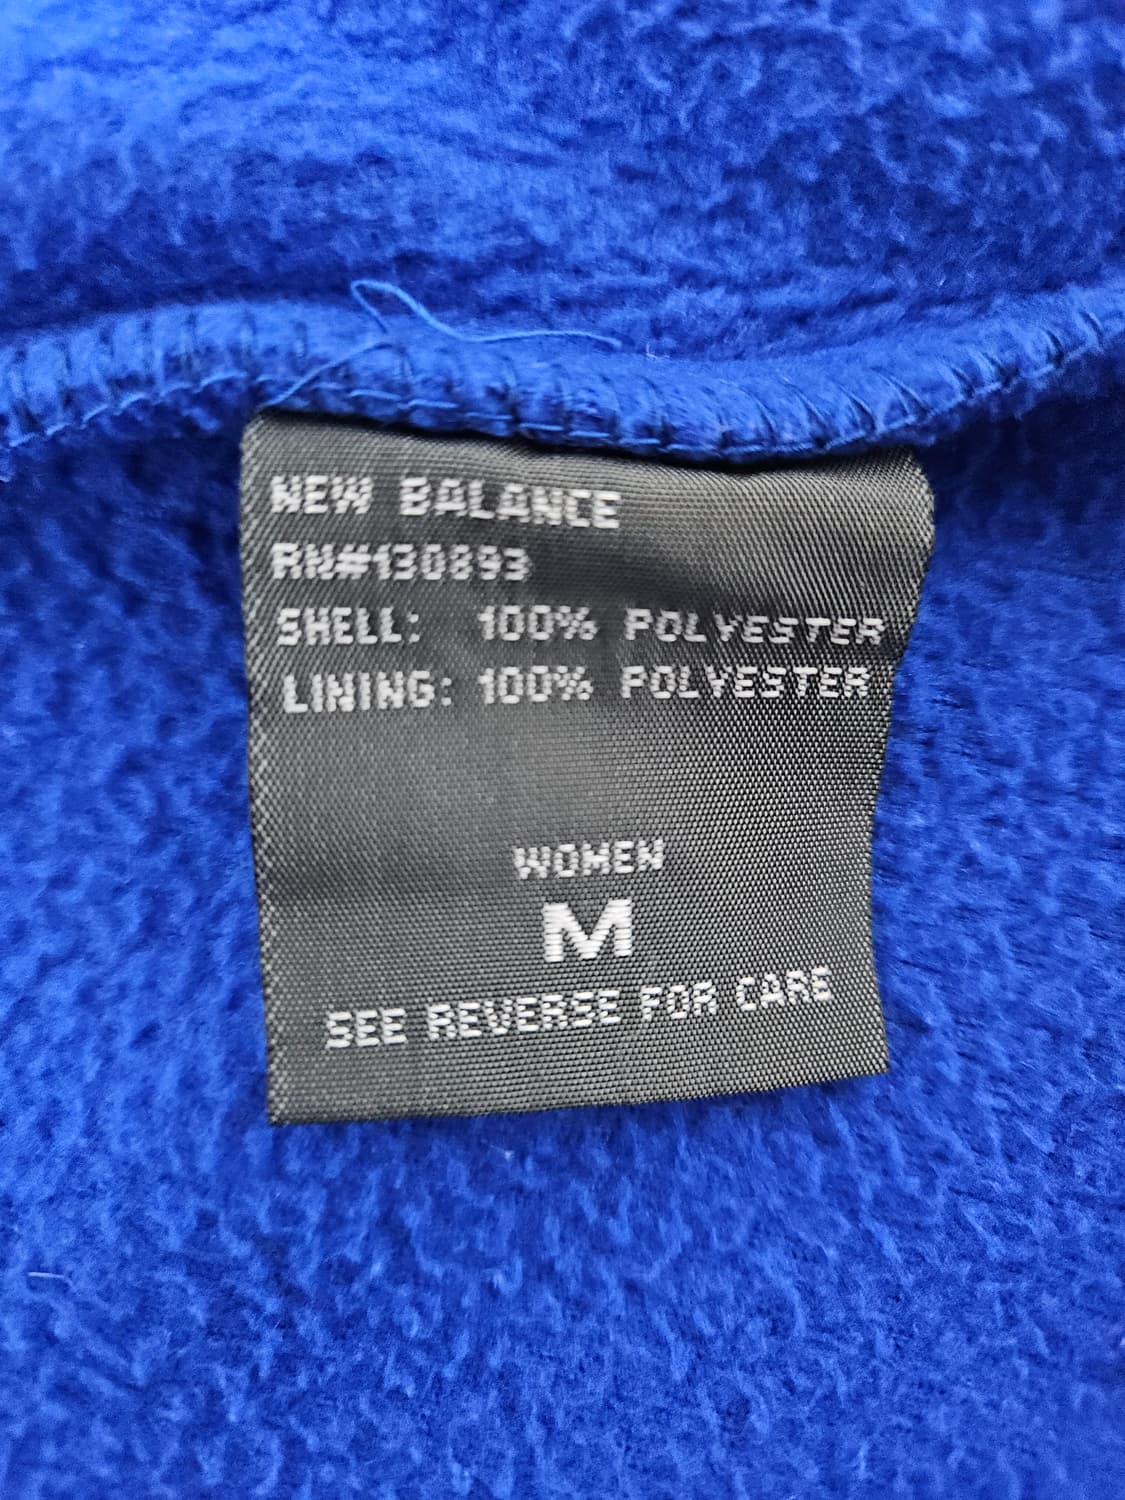 NEW BALANCE
RN#130893
SHELL: 100% POLYESTER
LINING: 100% POLYESTER
WOMEN
M
SEE REVERSE FOR CARE